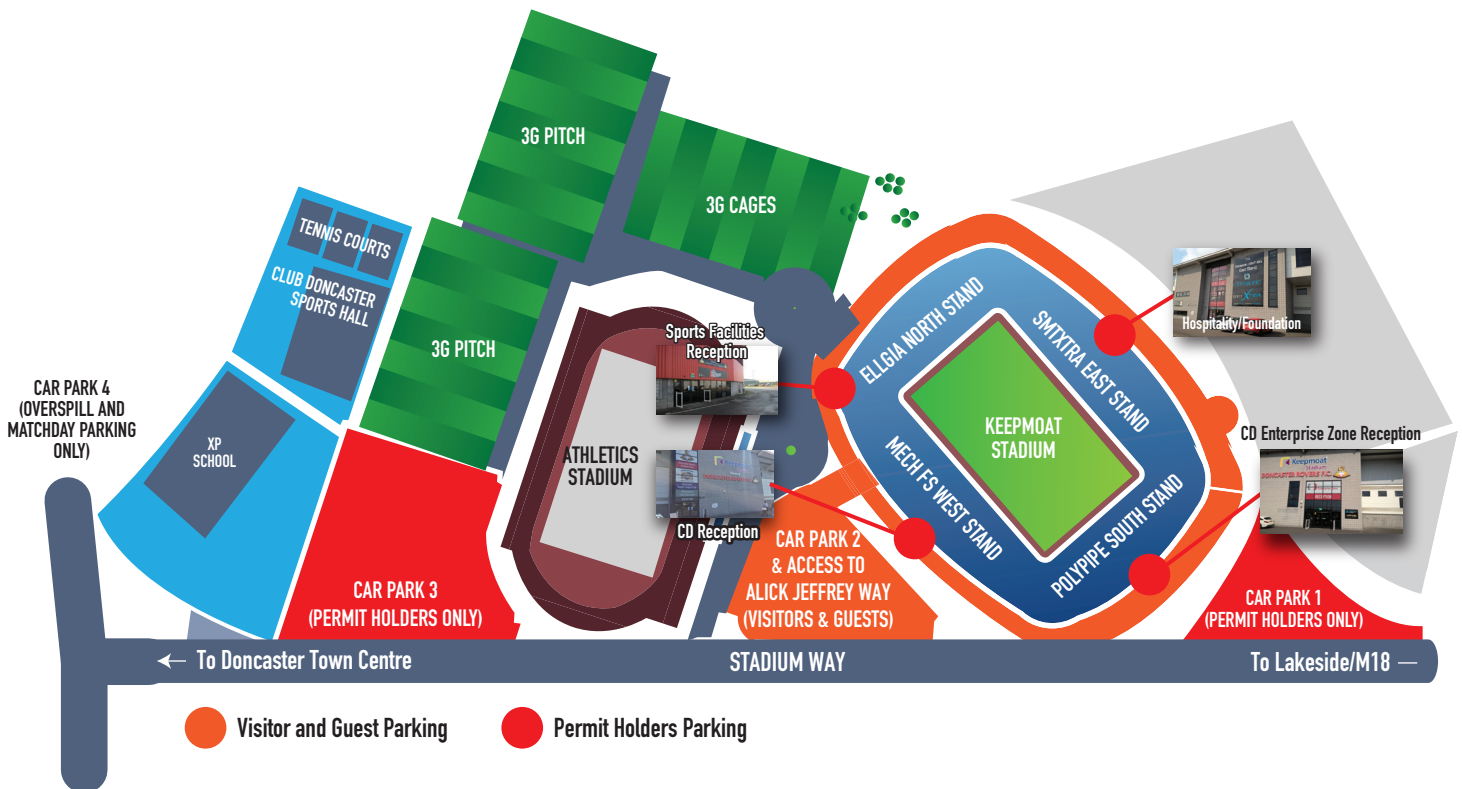 3G PITCH
3G CAGES
TENNIS COURTS
CLUB DONCASTER
SPORTS HALL
3G PITCH
Sports Facilities
Reception
ELLGIA NORTH STAND
SMTXTRA EAST STAND
Hospitality/Foundation
CAR PARK 4
(OVERSPILL AND
MATCHDAY PARKING
ONLY)
XP
SCHOOL
ATHLETICS
STADIUM
KEEPMOAT
STADIUM
CD Enterprise Zone Reception
Keepmoat
Stadium
DONCASTER ROVERS F.C.
MECH FS WEST STAND
POLYPIPE SOUTH STAND
CD Reception
CAR PARK 2
& ACCESS TO
ALICK JEFFREY WAY
(VISITORS & GUESTS)
CAR PARK 3
(PERMIT HOLDERS ONLY)
CAR PARK 1
(PERMIT HOLDERS ONLY)
To Doncaster Town Centre
STADIUM WAY
To Lakeside/M18
Visitor and Guest Parking
Permit Holders Parking